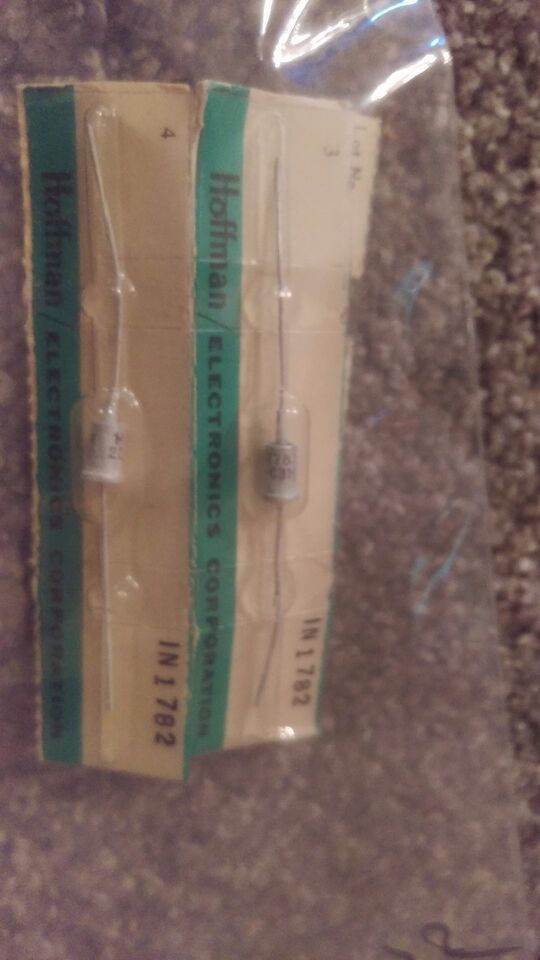 4
Hoffman/ELECTRONICS CORPORATION
IN1782
Lot No.
3
Hoffman/ELECTRONICS CORPORATION
IN1782